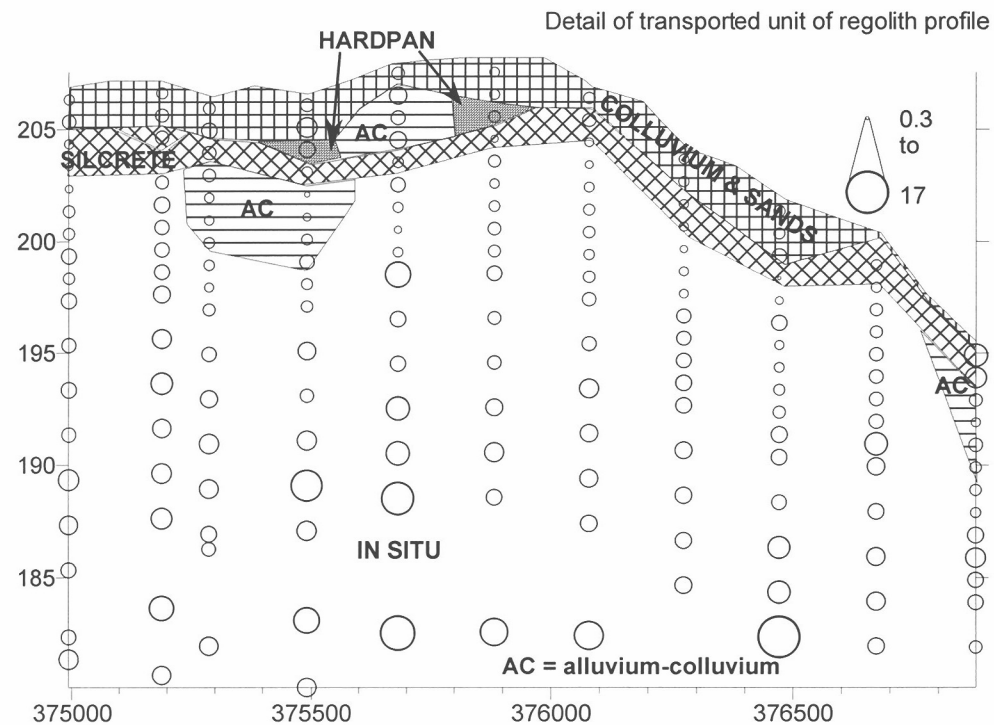 Detail of transported unit of regolith profile
HARDPAN
0.3
to
17
205
AC
COLLUVIUM & SANDS
SILCRETE
AC
200
195
AC
190
IN SITU
185
AC = alluvium-colluvium
375000
375500
376000
376500